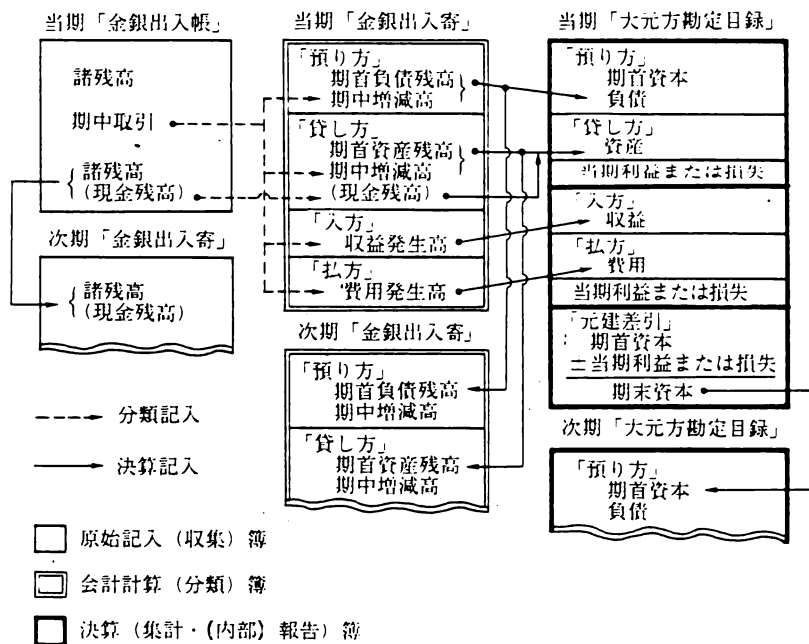 当期「金銀出入帳」
諸残高
期中取引
諸残高
(現金残高)
次期「金銀出入寄」
諸残高
(現金残高)
当期「金銀出入寄」
「預り方」
期首負債残高
期中増減高
「貸し方」
期首資産残高
期中増減高
(現金残高)
「入方」
収益発生高
「払方」
費用発生高
次期「金銀出入寄」
「預り方」
期首負債残高
期中増減高
「貸し方」
期首資産残高
期中増減高
当期「大元方勘定目録」
「預り方」
期首資本
負債
「貸し方」
資産
当期利益または損失
「入方」
収益
「払方」
費用
当期利益または損失
「元建差引」
期首資本
±当期利益または損失
期末資本
次期「大元方勘定目録」
「預り方」
期首資本
負債
分類記入
決算記入
原始記入(収集)簿
会計計算(分類)簿
決算(集計・(内部)報告)簿